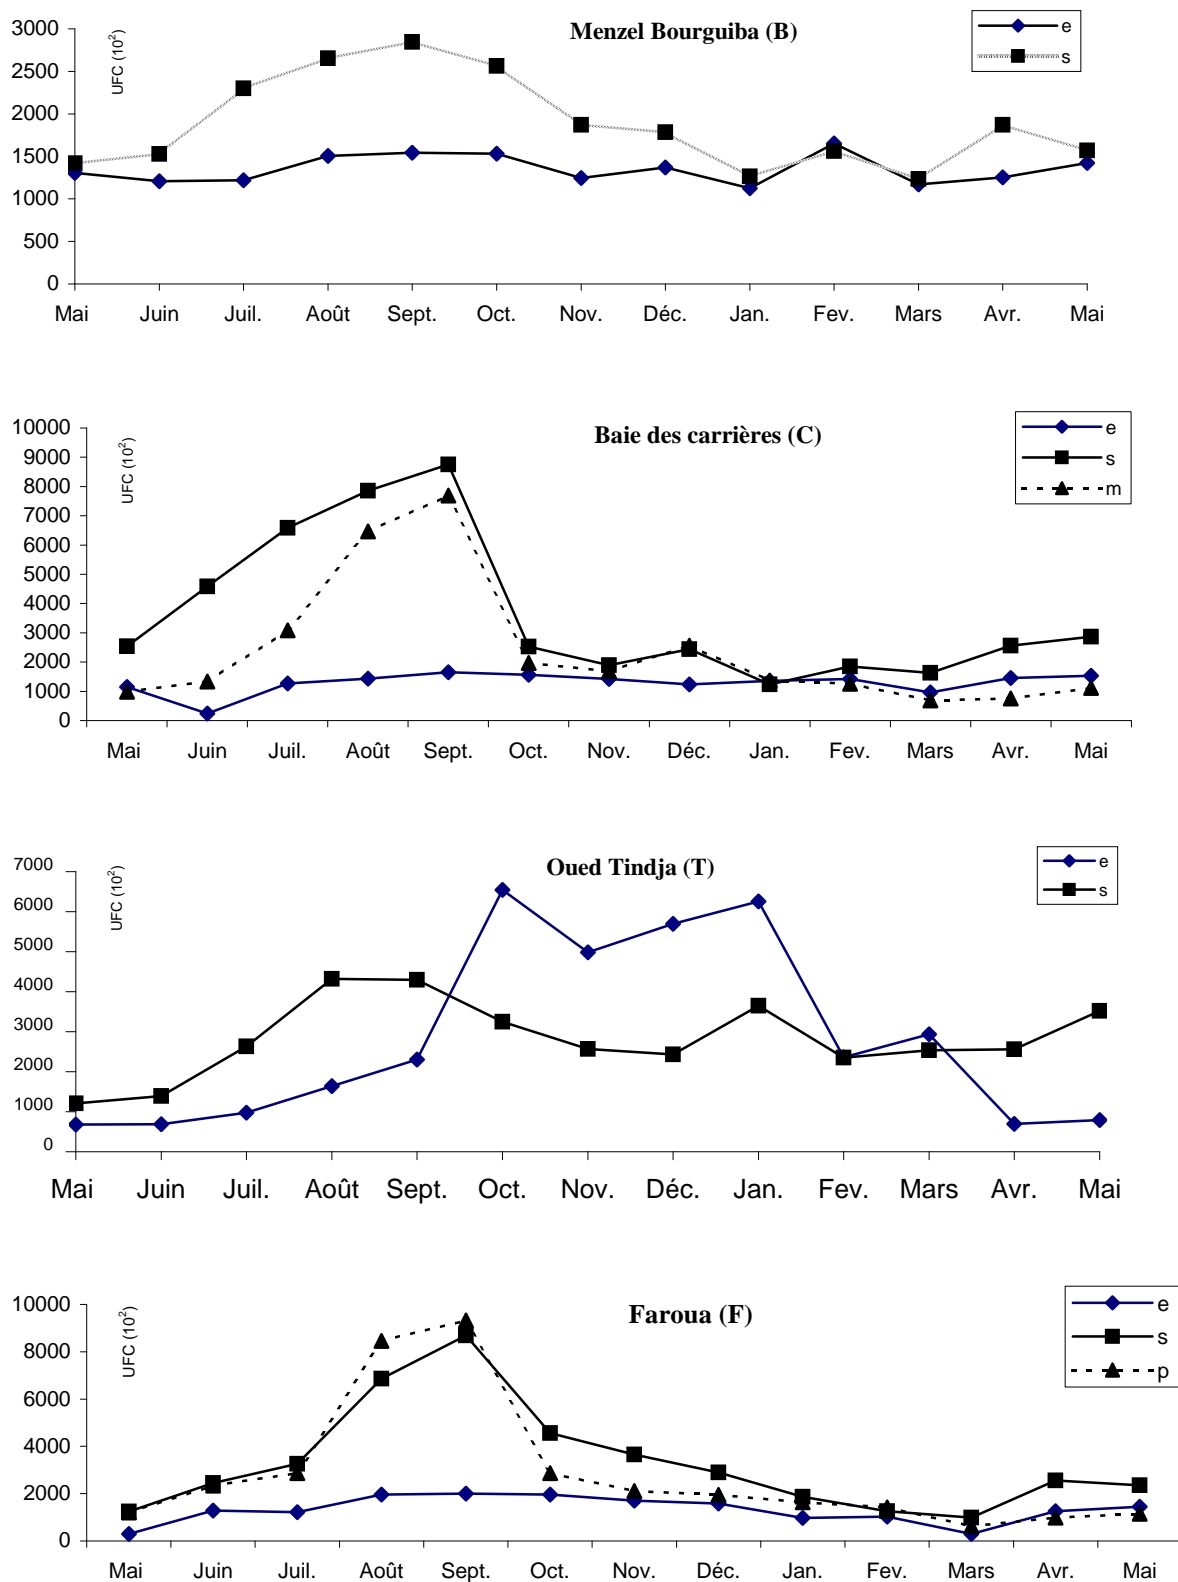 Menzel Bourguiba (B)
UFC (10²)
e
s
3000
2500
2000
1500
1000
500
0
Mai Juin Juil. Août Sept. Oct. Nov. Déc. Jan. Fev. Mars Avr. Mai
Baie des carrières (C)
UFC (10²)
e
s
m
10000
9000
8000
7000
6000
5000
4000
3000
2000
1000
0
Mai Juin Juil. Août Sept. Oct. Nov. Déc. Jan. Fev. Mars Avr. Mai
Oued Tindja (T)
UFC (10²)
e
s
7000
6000
5000
4000
3000
2000
1000
0
Mai Juin Juil. Août Sept. Oct. Nov. Déc. Jan. Fev. Mars Avr. Mai
Faroua (F)
UFC (10²)
e
s
p
10000
8000
6000
4000
2000
0
Mai Juin Juil. Août Sept. Oct. Nov. Déc. Jan. Fev. Mars Avr. Mai